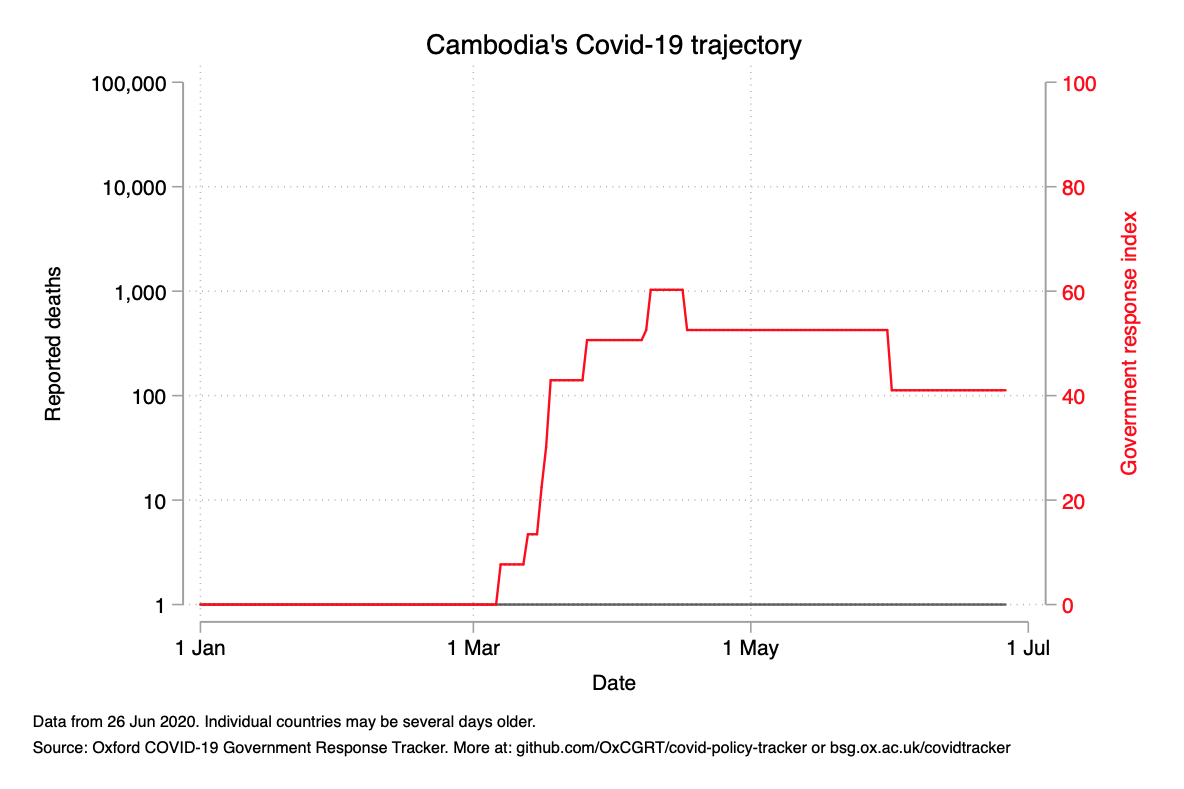 Cambodia's Covid-19 trajectory
100,000
10,000
1,000
100
10
1
Reported deaths
100
80
60
40
20
0
Government response index
1 Jan
1 Mar
1 May
1 Jul
Date
Data from 26 Jun 2020. Individual countries may be several days older.
Source: Oxford COVID-19 Government Response Tracker. More at: github.com/OxCGRT/covid-policy-tracker or bsg.ox.ac.uk/covidtracker